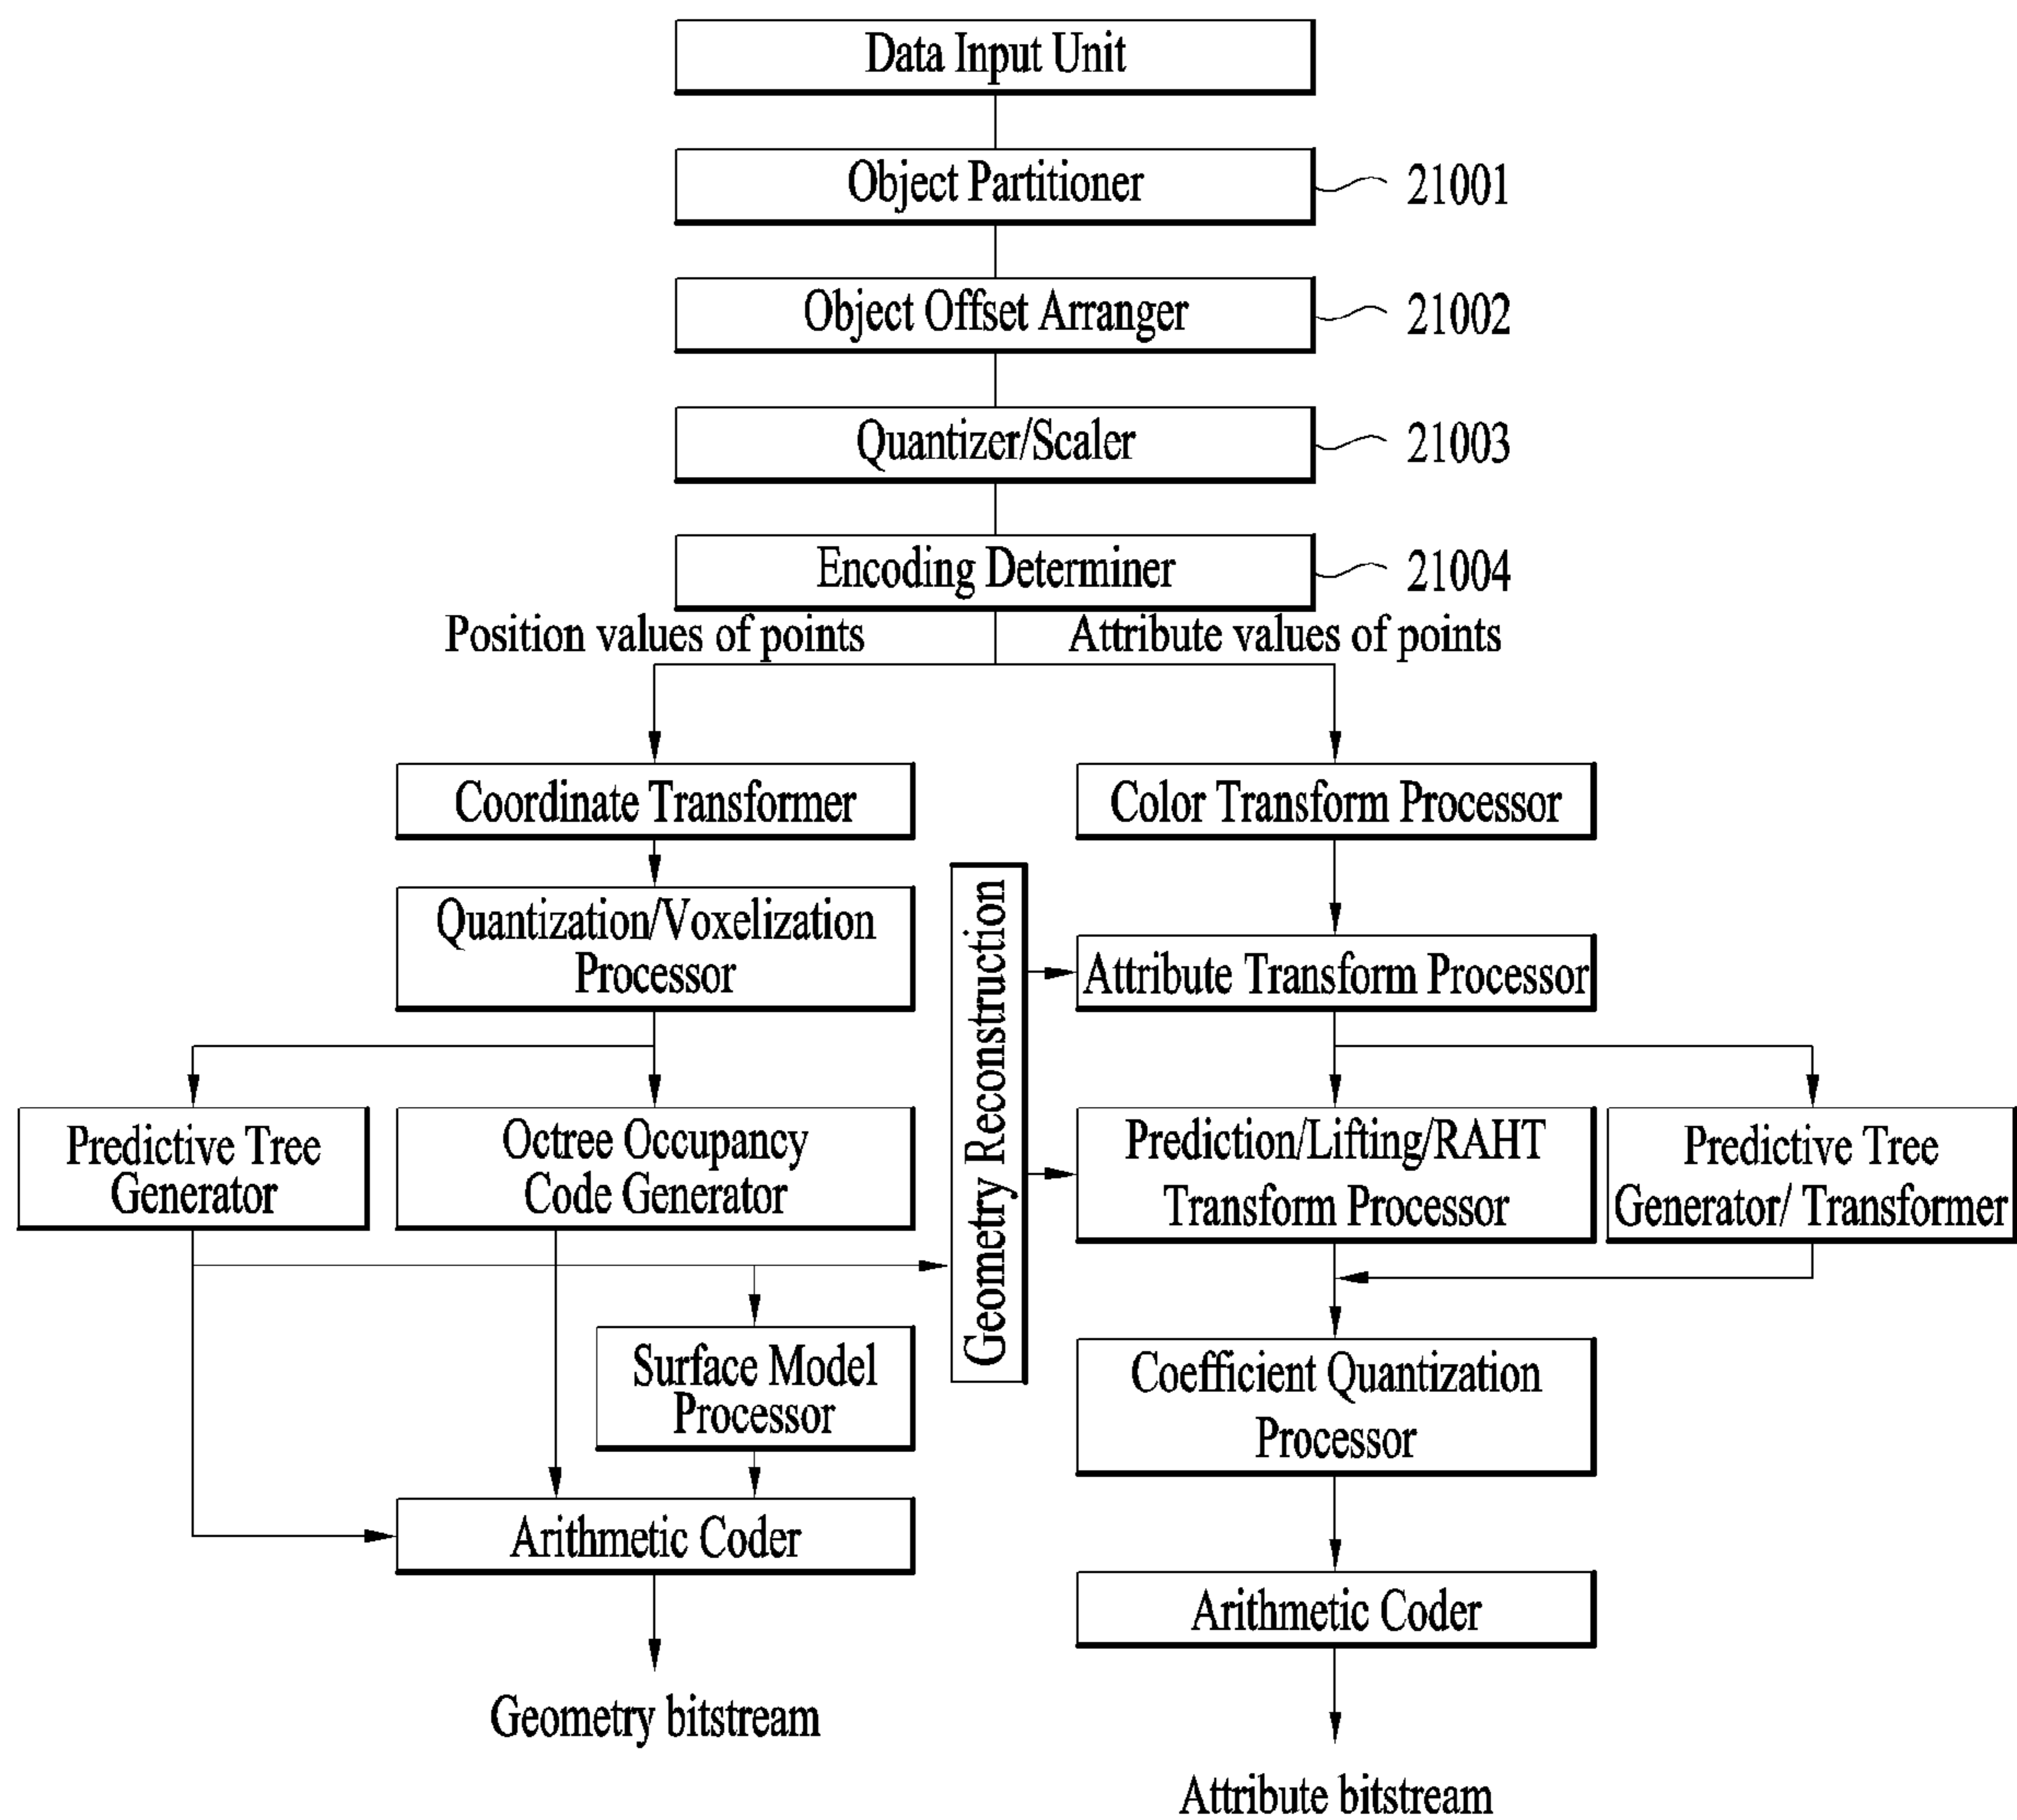 Data Input Unit
Object Partitioner
21001
Object Offset Arranger
21002
Quantizer/Scaler
21003
Encoding Determiner
21004
Position values of points
Attribute values of points
Coordinate Transformer
Color Transform Processor
Quantization/Voxelization
Processor
Geometry Reconstruction
Attribute Transform Processor
Predictive Tree
Generator
Octree Occupancy
Code Generator
Prediction/Lifting/RAHT
Transform Processor
Predictive Tree
Generator/ Transformer
Surface Model
Processor
Coefficient Quantization
Processor
Arithmetic Coder
Arithmetic Coder
Geometry bitstream
Attribute bitstream